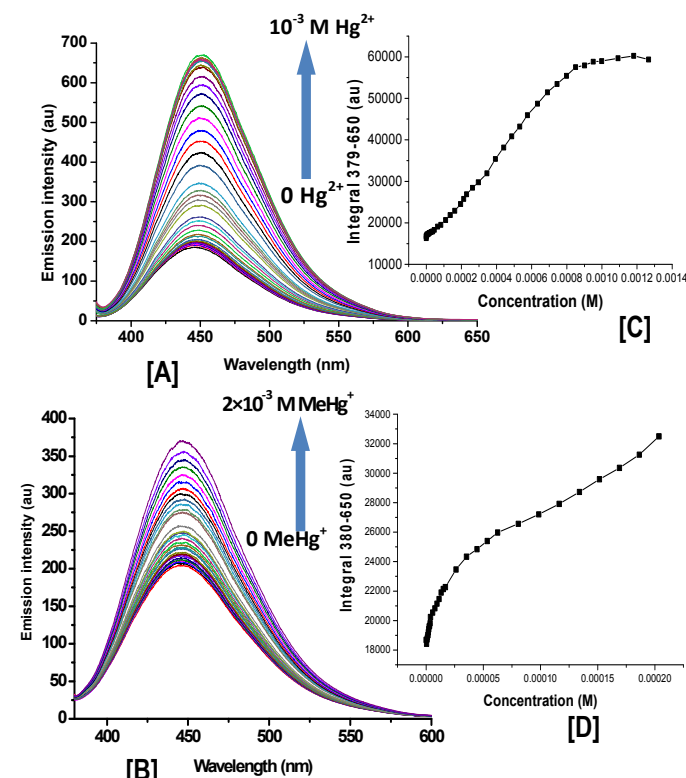 10⁻³ M Hg²⁺
0 Hg²⁺
Emission intensity (au)
700
600
500
400
300
200
100
0
400 450 500 550 600 650
Wavelength (nm)
[A]
Integral 379-650 (au)
60000
50000
40000
30000
20000
10000
0.0000 0.0002 0.0004 0.0006 0.0008 0.0010 0.0012 0.0014
Concentration (M)
[C]
2×10⁻³ M MeHg⁺
0 MeHg⁺
Emission intensity (au)
400
350
300
250
200
150
100
50
0
400 450 500 550 600
Wavelength (nm)
[B]
Integral 380-650 (au)
34000
32000
30000
28000
26000
24000
22000
20000
18000
0.00000 0.00005 0.00010 0.00015 0.00020
Concentration (M)
[D]